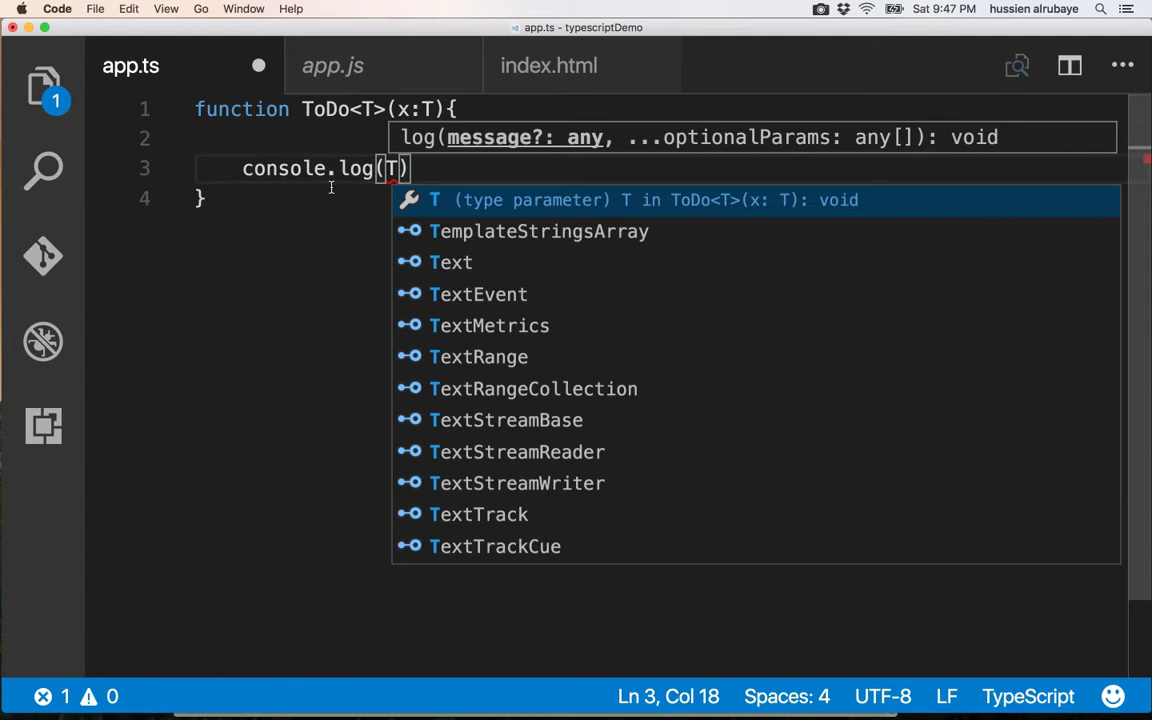 Code File Edit View Go Window Help Sat 9:47 PM hussien alrubaye
app.ts - typescriptDemo
app.ts app.js index.html
1
1 function ToDo<T>(x:T){
2 log(message?: any, ...optionalParams: any[]): void
3 console.log(T)
4 }
T (type parameter) T in ToDo<T>(x: T): void
TemplateStringsArray
Text
TextEvent
TextMetrics
TextRange
TextRangeCollection
TextStreamBase
TextStreamReader
TextStreamWriter
TextTrack
TextTrackCue
1 0 Ln 3, Col 18 Spaces: 4 UTF-8 LF TypeScript